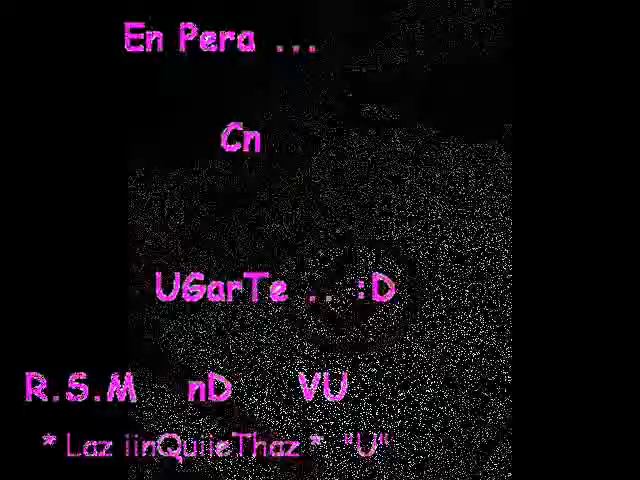 En Pera ...
Cn
UGarTe .. :D
R.S.M nD VU
* Laz iinQuiieThaz * "U"